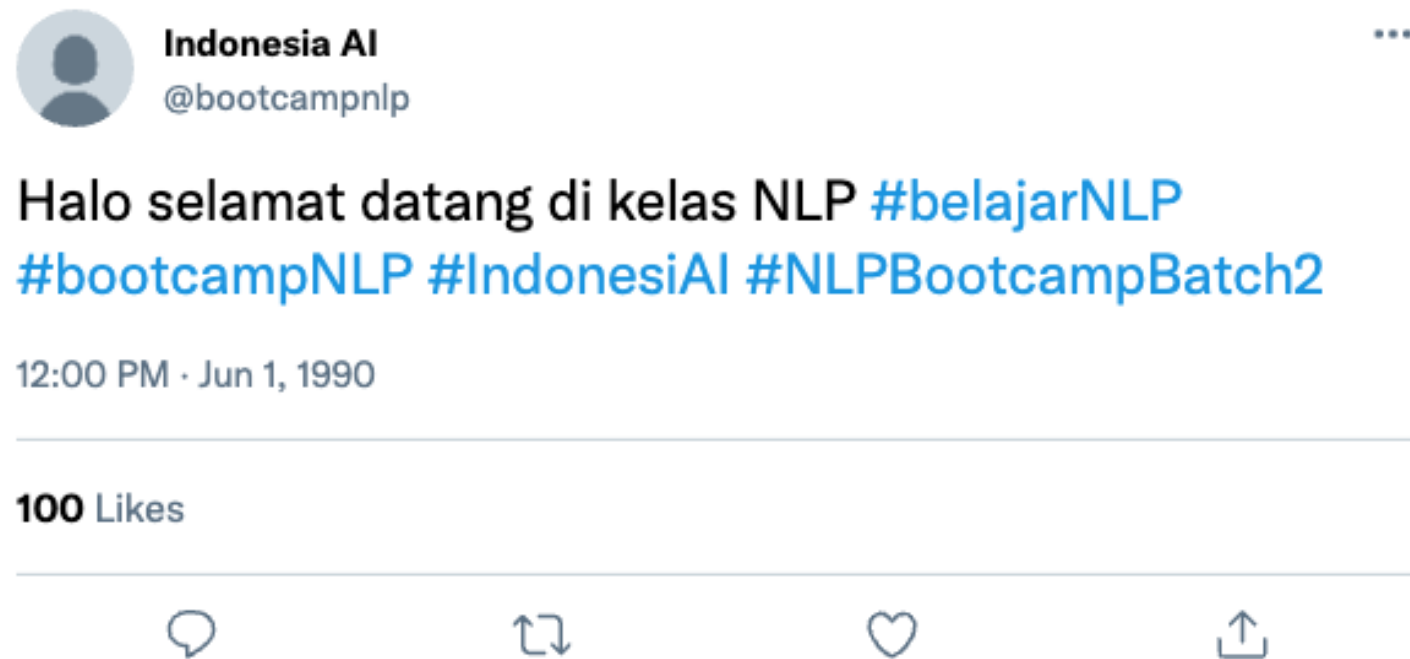 Indonesia AI
@bootcampnlp
Halo selamat datang di kelas NLP #belajarNLP
#bootcampNLP #IndonesiAI #NLPBootcampBatch2
12:00 PM · Jun 1, 1990
100 Likes